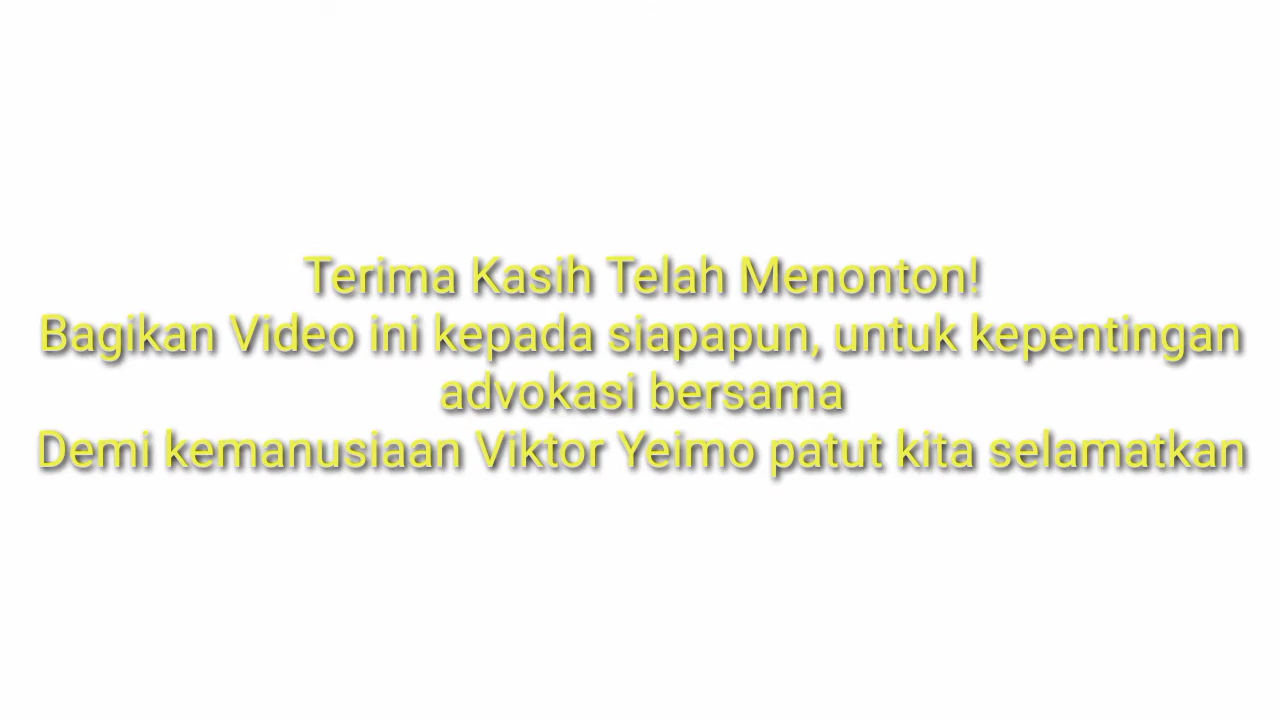 Terima Kasih Telah Menonton!
Bagikan Video ini kepada siapapun, untuk kepentingan
advokasi bersama
Demi kemanusiaan Viktor Yeimo patut kita selamatkan